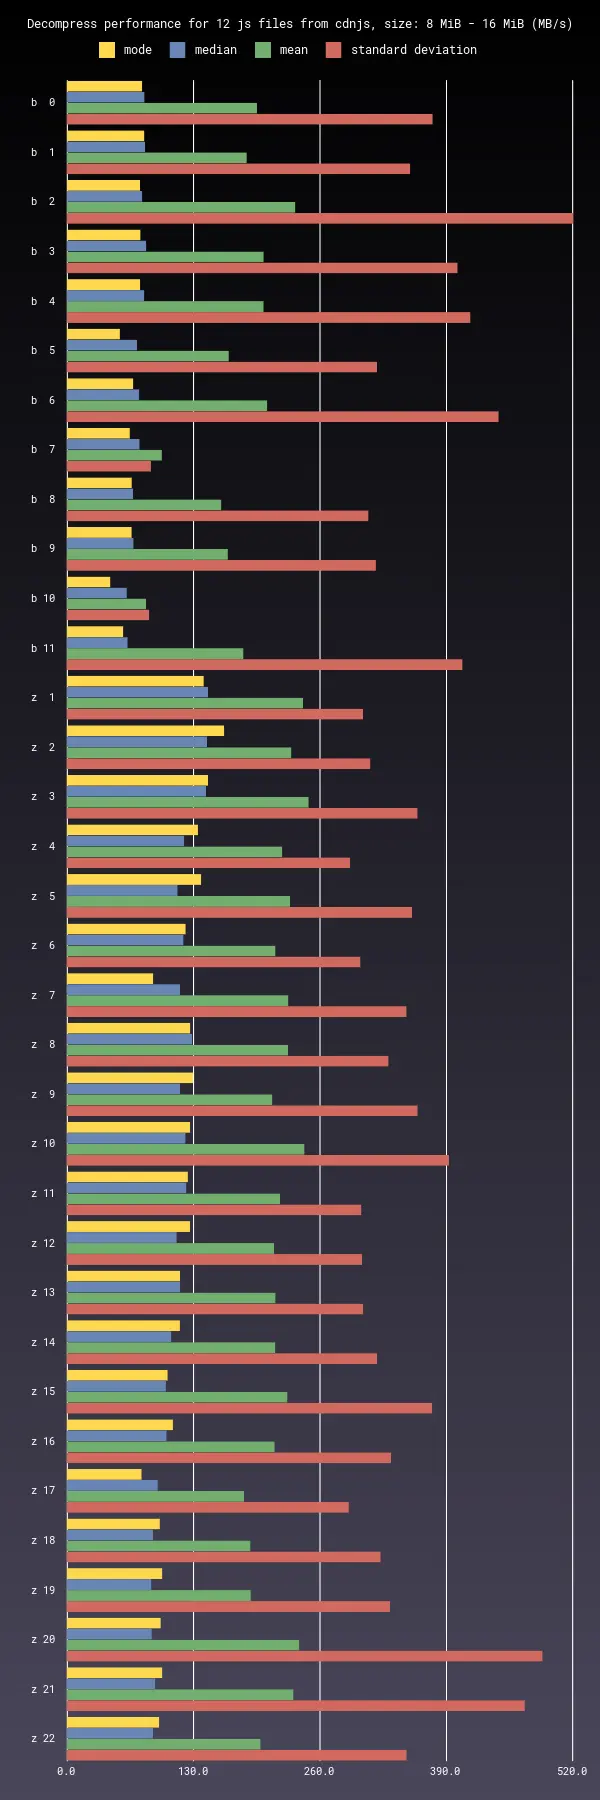 Decompress performance for 12 js files from cdnjs, size: 8 MiB - 16 MiB (MB/s)
mode median mean standard deviation
b 0
b 1
b 2
b 3
b 4
b 5
b 6
b 7
b 8
b 9
b 10
b 11
z 1
z 2
z 3
z 4
z 5
z 6
z 7
z 8
z 9
z 10
z 11
z 12
z 13
z 14
z 15
z 16
z 17
z 18
z 19
z 20
z 21
z 22
0.0 130.0 260.0 390.0 520.0